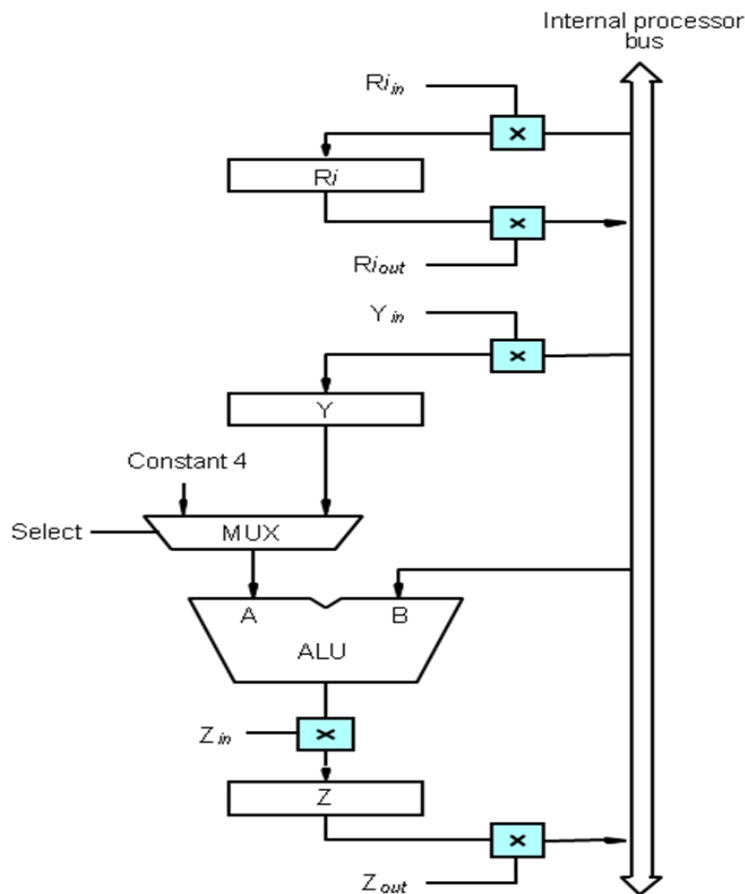 Internal processor
bus
Riin
×
Ri
×
Riout
Yin
×
Y
Constant 4
Select
MUX
A B
ALU
Zin
×
Z
×
Zout